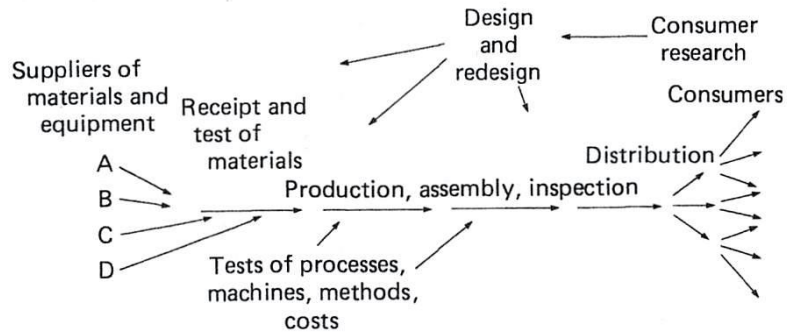 Design
and
redesign
Consumer
research
Suppliers of
materials and
equipment
Receipt and
test of
materials
Consumers
A
B
C
D
Distribution
Production, assembly, inspection
Tests of processes,
machines, methods,
costs